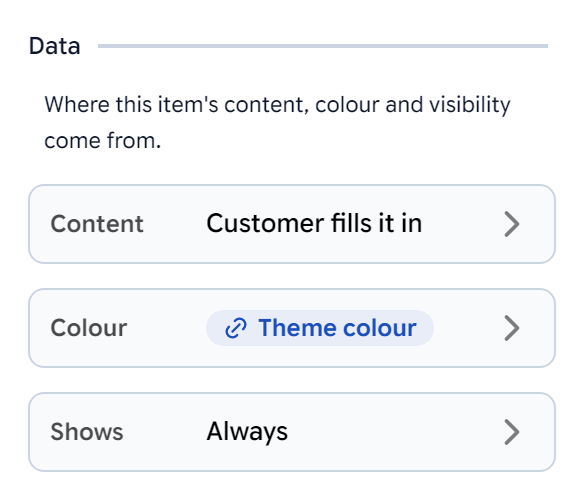 Data
Where this item's content, colour and visibility
come from.
Content Customer fills it in
Colour Theme colour
Shows Always